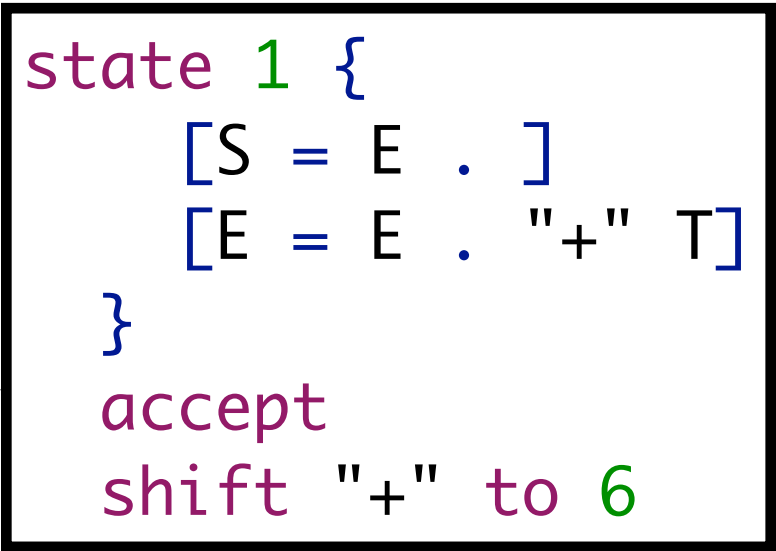 state 1 {
[S = E . ]
[E = E . "+" T]
}
accept
shift "+" to 6